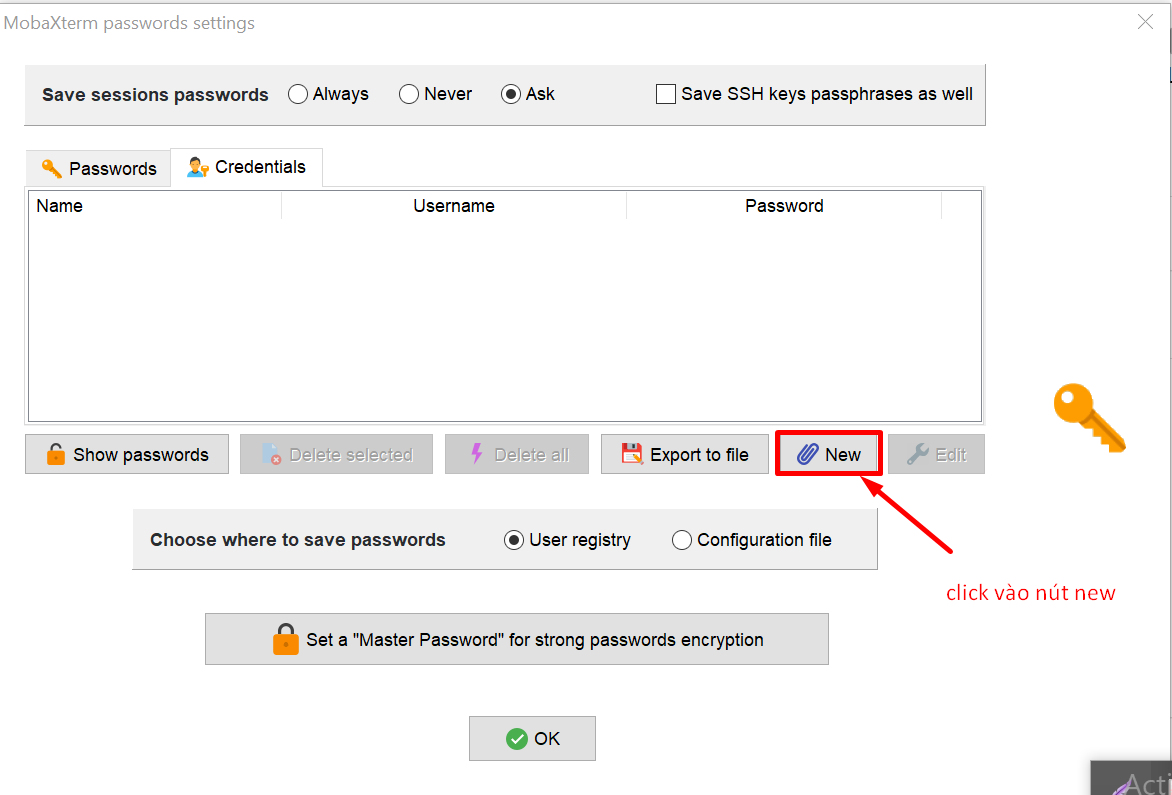 MobaXterm passwords settings
Save sessions passwords Always Never Ask Save SSH keys passphrases as well
Passwords Credentials
Name Username Password
Show passwords Delete selected Delete all Export to file New Edit
Choose where to save passwords User registry Configuration file
click vào nút new
Set a "Master Password" for strong passwords encryption
OK